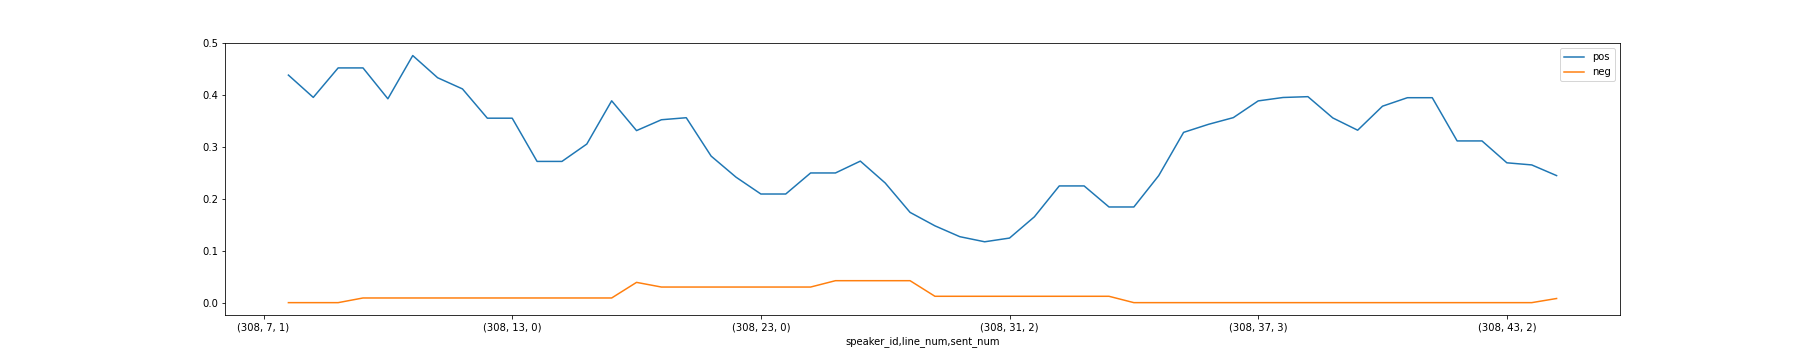 0.5
pos
neg
0.4
0.3
0.2
0.1
0.0
(308, 7, 1) (308, 13, 0) (308, 23, 0) (308, 31, 2) (308, 37, 3) (308, 43, 2)
speaker_id,line_num,sent_num